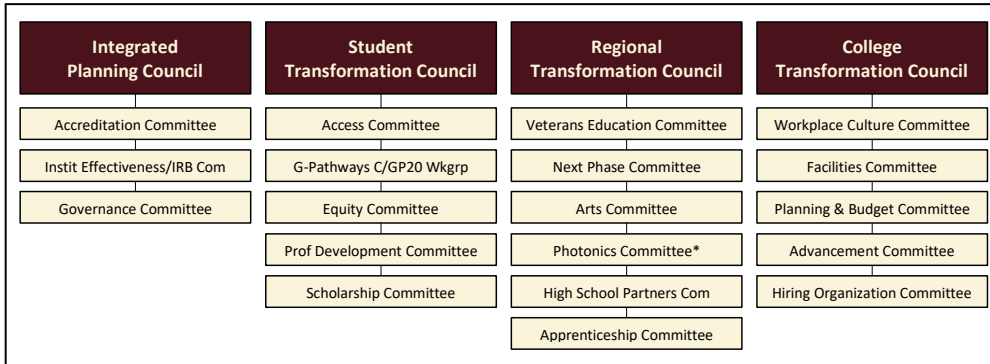 Integrated
Planning Council
Accreditation Committee
Instit Effectiveness/IRB Com
Governance Committee
Student
Transformation Council
Access Committee
G-Pathways C/GP20 Wkgrp
Equity Committee
Prof Development Committee
Scholarship Committee
Regional
Transformation Council
Veterans Education Committee
Next Phase Committee
Arts Committee
Photonics Committee*
High School Partners Com
Apprenticeship Committee
College
Transformation Council
Workplace Culture Committee
Facilities Committee
Planning & Budget Committee
Advancement Committee
Hiring Organization Committee